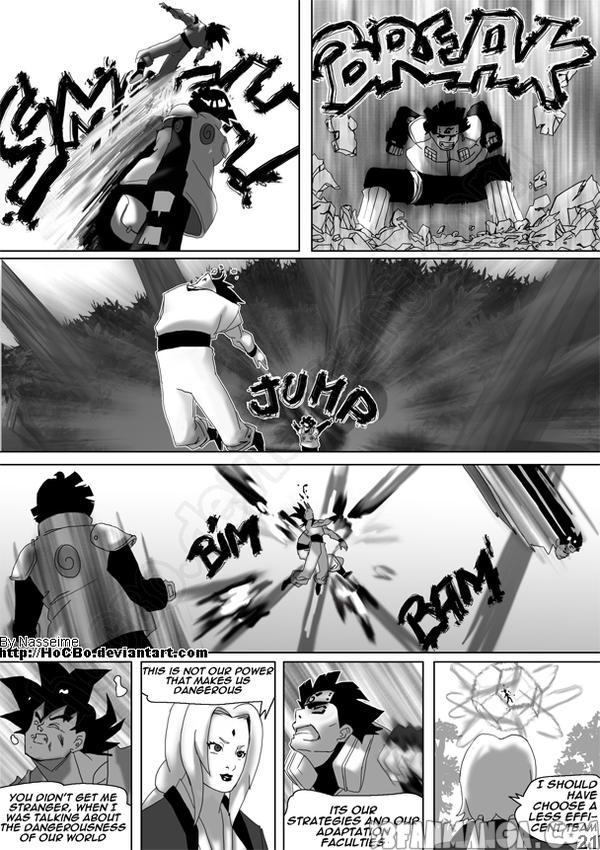 SMASH
BREAK
JUMP
BIM
BAM
By Nasseime
http://HoCBo.deviantart.com
YOU DIDN'T GET ME
STRANGER, WHEN I
WAS TALKING ABOUT
THE DANGEROUSNESS
OF OUR WORLD
THIS IS NOT OUR POWER
THAT MAKES US
DANGEROUS
ITS OUR
STRATEGIES AND OUR
ADAPTATION
FACULTIES
I SHOULD
HAVE
CHOOSE A
LESS EFFI-
CENT TEAM
21